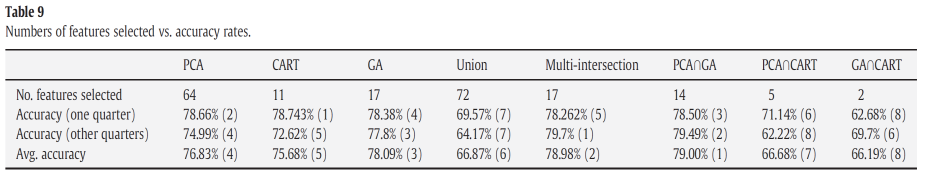 Table 9
Numbers of features selected vs. accuracy rates.
PCA CART GA Union Multi-intersection PCA∩GA PCA∩CART GA∩CART
No. features selected 64 11 17 72 17 14 5 2
Accuracy (one quarter) 78.66% (2) 78.743% (1) 78.38% (4) 69.57% (7) 78.262% (5) 78.50% (3) 71.14% (6) 62.68% (8)
Accuracy (other quarters) 74.99% (4) 72.62% (5) 77.8% (3) 64.17% (7) 79.7% (1) 79.49% (2) 62.22% (8) 69.7% (6)
Avg. accuracy 76.83% (4) 75.68% (5) 78.09% (3) 66.87% (6) 78.98% (2) 79.00% (1) 66.68% (7) 66.19% (8)